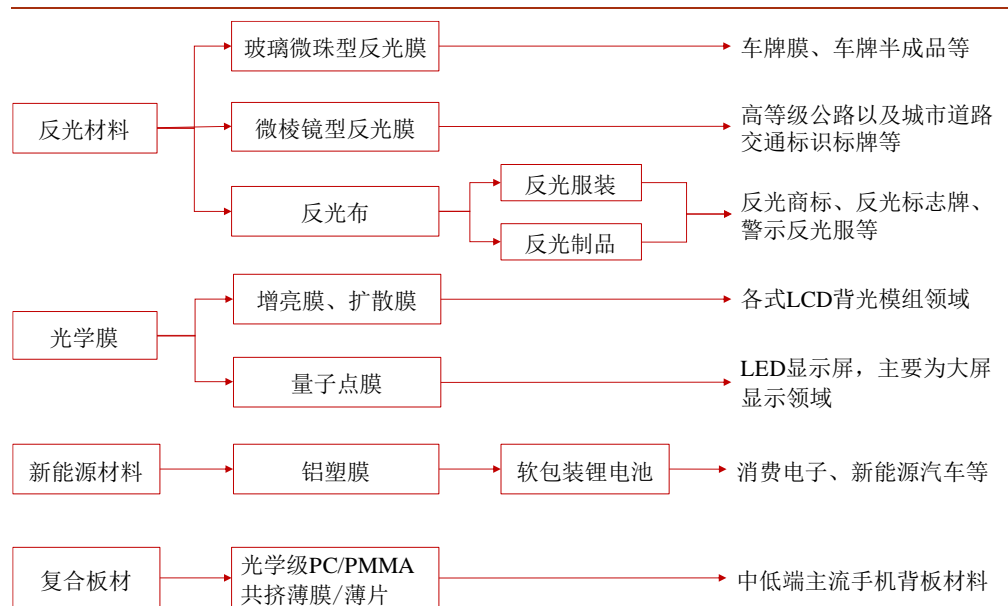 玻璃微珠型反光膜
车牌膜、车牌半成品等
反光材料
微棱镜型反光膜
高等级公路以及城市道路
交通标识标牌等
反光布
反光服装
反光制品
反光商标、反光标志牌、
警示反光服等
光学膜
增亮膜、扩散膜
各式LCD背光模组领域
量子点膜
LED显示屏，主要为大屏
显示领域
新能源材料
铝塑膜
软包装锂电池
消费电子、新能源汽车等
复合板材
光学级PC/PMMA
共挤薄膜/薄片
中低端主流手机背板材料